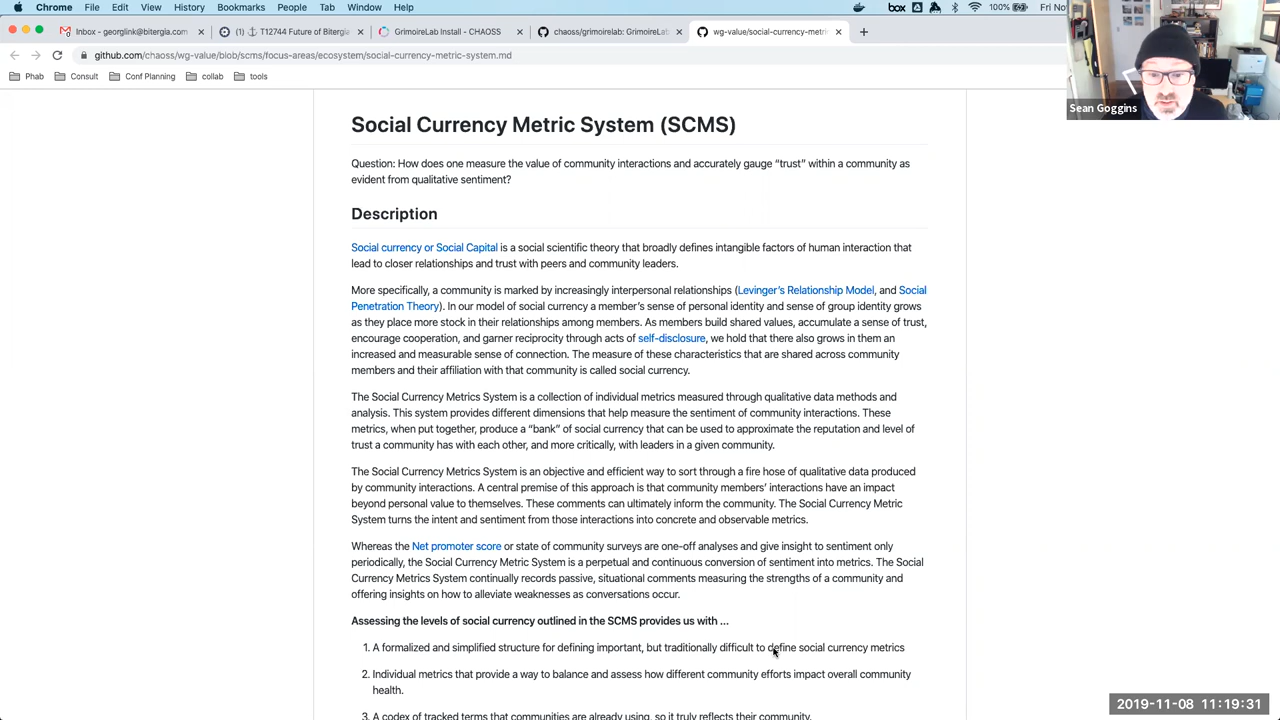 Chrome File Edit View History Bookmarks People Tab Window Help
box
100%
Fri Nov
Inbox - georglink@bitergia.com
(1) ⚓ T12744 Future of Bitergia
GrimoireLab Install - CHAOSS
chaoss/grimoirelab: GrimoireLab
wg-value/social-currency-metri
github.com/chaoss/wg-value/blob/scms/focus-areas/ecosystem/social-currency-metric-system.md
Phab Consult Conf Planning collab tools
Sean Goggins
Social Currency Metric System (SCMS)
Question: How does one measure the value of community interactions and accurately gauge “trust” within a community as
evident from qualitative sentiment?
Description
Social currency or Social Capital is a social scientific theory that broadly defines intangible factors of human interaction that
lead to closer relationships and trust with peers and community leaders.
More specifically, a community is marked by increasingly interpersonal relationships (Levinger’s Relationship Model, and Social
Penetration Theory). In our model of social currency a member’s sense of personal identity and sense of group identity grows
as they place more stock in their relationships among members. As members build shared values, accumulate a sense of trust,
encourage cooperation, and garner reciprocity through acts of self-disclosure, we hold that there also grows in them an
increased and measurable sense of connection. The measure of these characteristics that are shared across community
members and their affiliation with that community is called social currency.
The Social Currency Metrics System is a collection of individual metrics measured through qualitative data methods and
analysis. This system provides different dimensions that help measure the sentiment of community interactions. These
metrics, when put together, produce a “bank” of social currency that can be used to approximate the reputation and level of
trust a community has with each other, and more critically, with leaders in a given community.
The Social Currency Metrics System is an objective and efficient way to sort through a fire hose of qualitative data produced
by community interactions. A central premise of this approach is that community members’ interactions have an impact
beyond personal value to themselves. These comments can ultimately inform the community. The Social Currency Metric
System turns the intent and sentiment from those interactions into concrete and observable metrics.
Whereas the Net promoter score or state of community surveys are one-off analyses and give insight to sentiment only
periodically, the Social Currency Metric System is a perpetual and continuous conversion of sentiment into metrics. The Social
Currency Metrics System continually records passive, situational comments measuring the strengths of a community and
offering insights on how to alleviate weaknesses as conversations occur.
Assessing the levels of social currency outlined in the SCMS provides us with ...
1. A formalized and simplified structure for defining important, but traditionally difficult to define social currency metrics
2. Individual metrics that provide a way to balance and assess how different community efforts impact overall community
health.
3. A codex of tracked terms that communities are already using, so it truly reflects their community.
2019-11-08 11:19:31